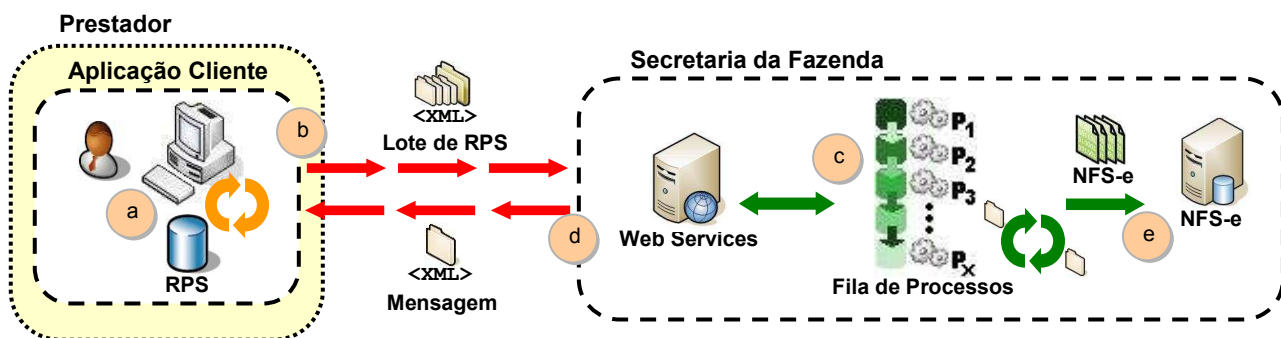 Prestador
Aplicação Cliente
a
RPS
b
<XML>
Lote de RPS
<XML>
Mensagem
Secretaria da Fazenda
d
Web Services
c
P1
P2
P3
Px
Fila de Processos
NFS-e
e
NFS-e